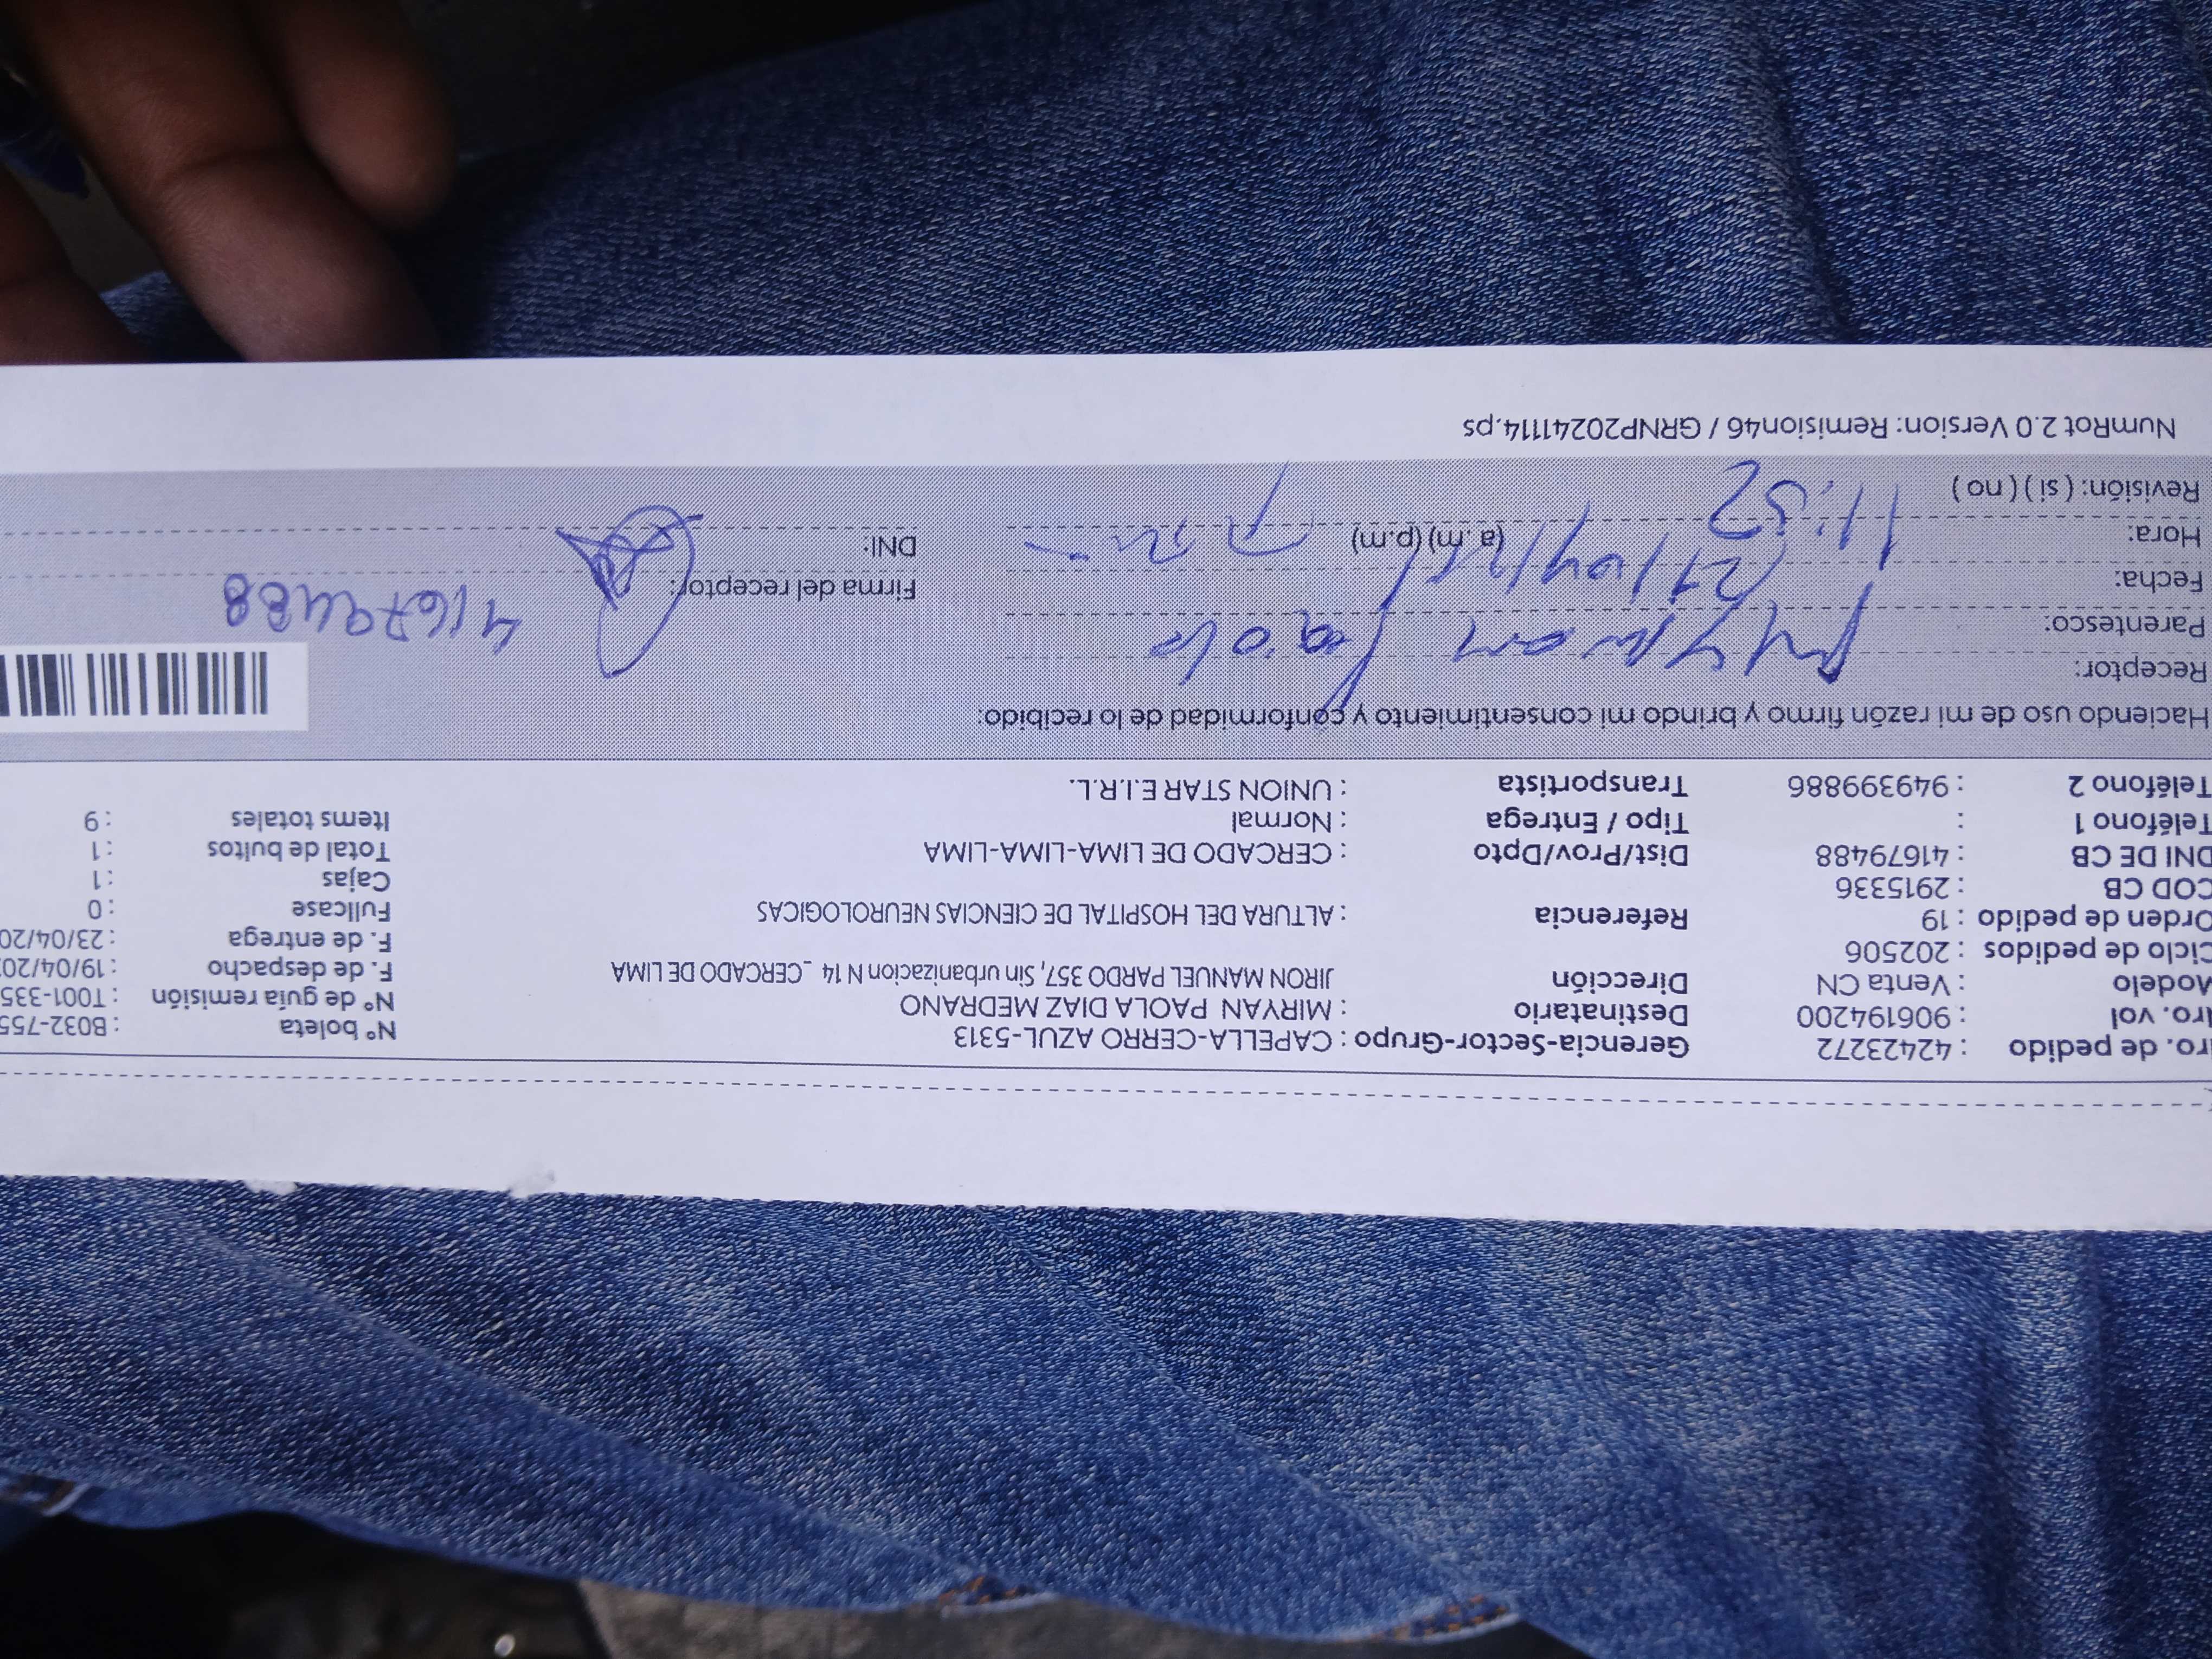 Nro. de pedido : 42423272 Gerencia-Sector-Grupo : CAPELLA-CERRO AZUL-5313 N° boleta : B032-755
Nro. vol : 906194200 Destinatario : MIRYAN PAOLA DIAZ MEDRANO N° de guía remisión : T001-335
Modelo : Venta CN Dirección JIRON MANUEL PARDO 357, Sin urbanizacion N 14 _ CERCADO DE LIMA F. de despacho : 19/04/20
Ciclo de pedidos : 202506 F. de entrega : 23/04/20
Orden de pedido : 19 Referencia : ALTURA DEL HOSPITAL DE CIENCIAS NEUROLOGICAS Fullcase : 0
COD CB : 2915336 Cajas : 1
DNI DE CB : 41679488 Dist/Prov/Dpto : CERCADO DE LIMA-LIMA-LIMA Total de bultos : 1
Teléfono 1 : Tipo / Entrega : Normal Items totales : 9
Teléfono 2 : 949399886 Transportista : UNION STAR E.I.R.L.
Haciendo uso de mi razón firmo y brindo mi consentimiento y conformidad de lo recibido:
Receptor: Paola
Parentesco: 41679488
Fecha: Firma del receptor:
Hora: 11:52 (a.m) (p.m) DNI:
Revisión: ( si ) ( no )
NumRot 2.0 Version: Remision46 / GRNP20241114.ps